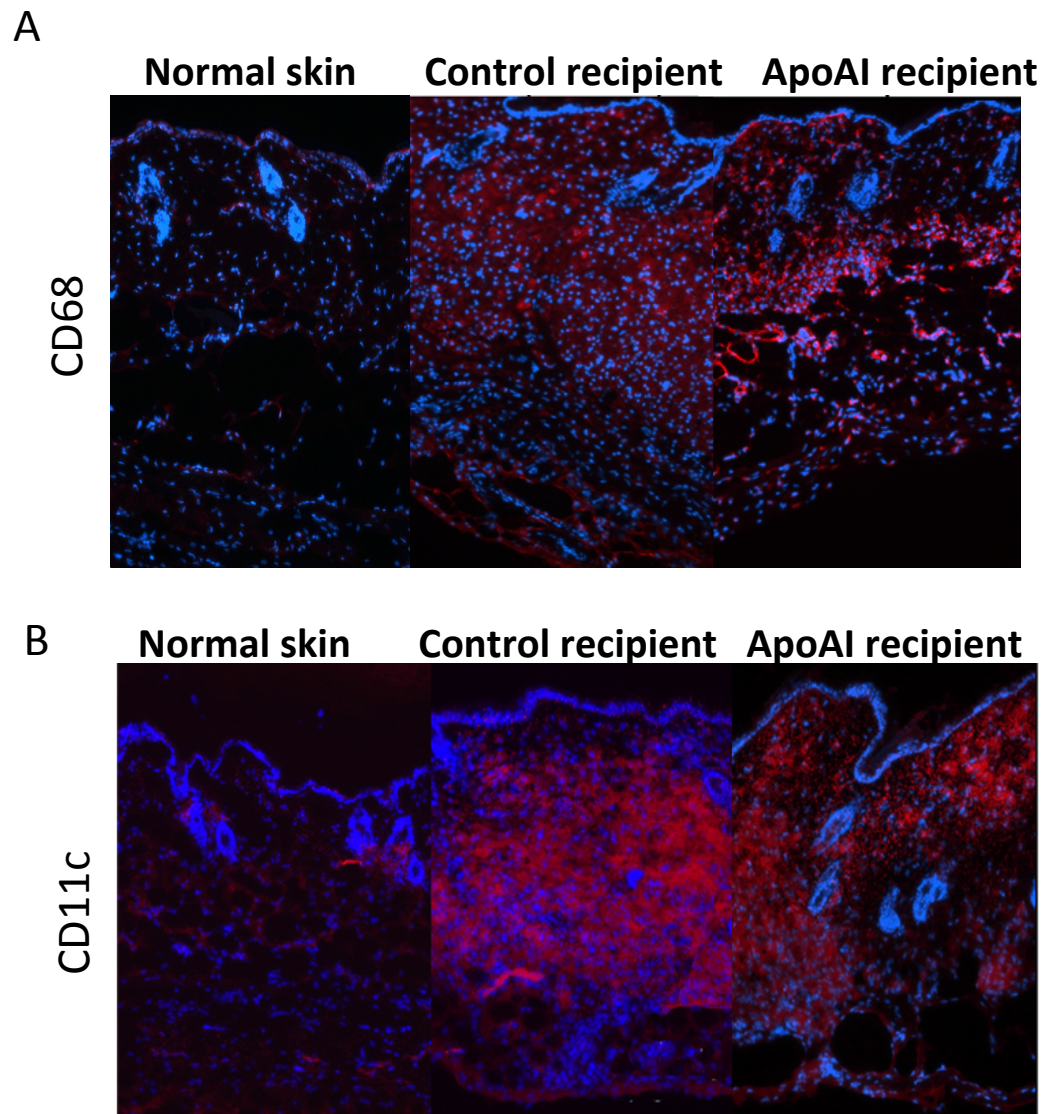 A
Normal skin Control recipient ApoAI recipient
CD68
B
Normal skin Control recipient ApoAI recipient
CD11c